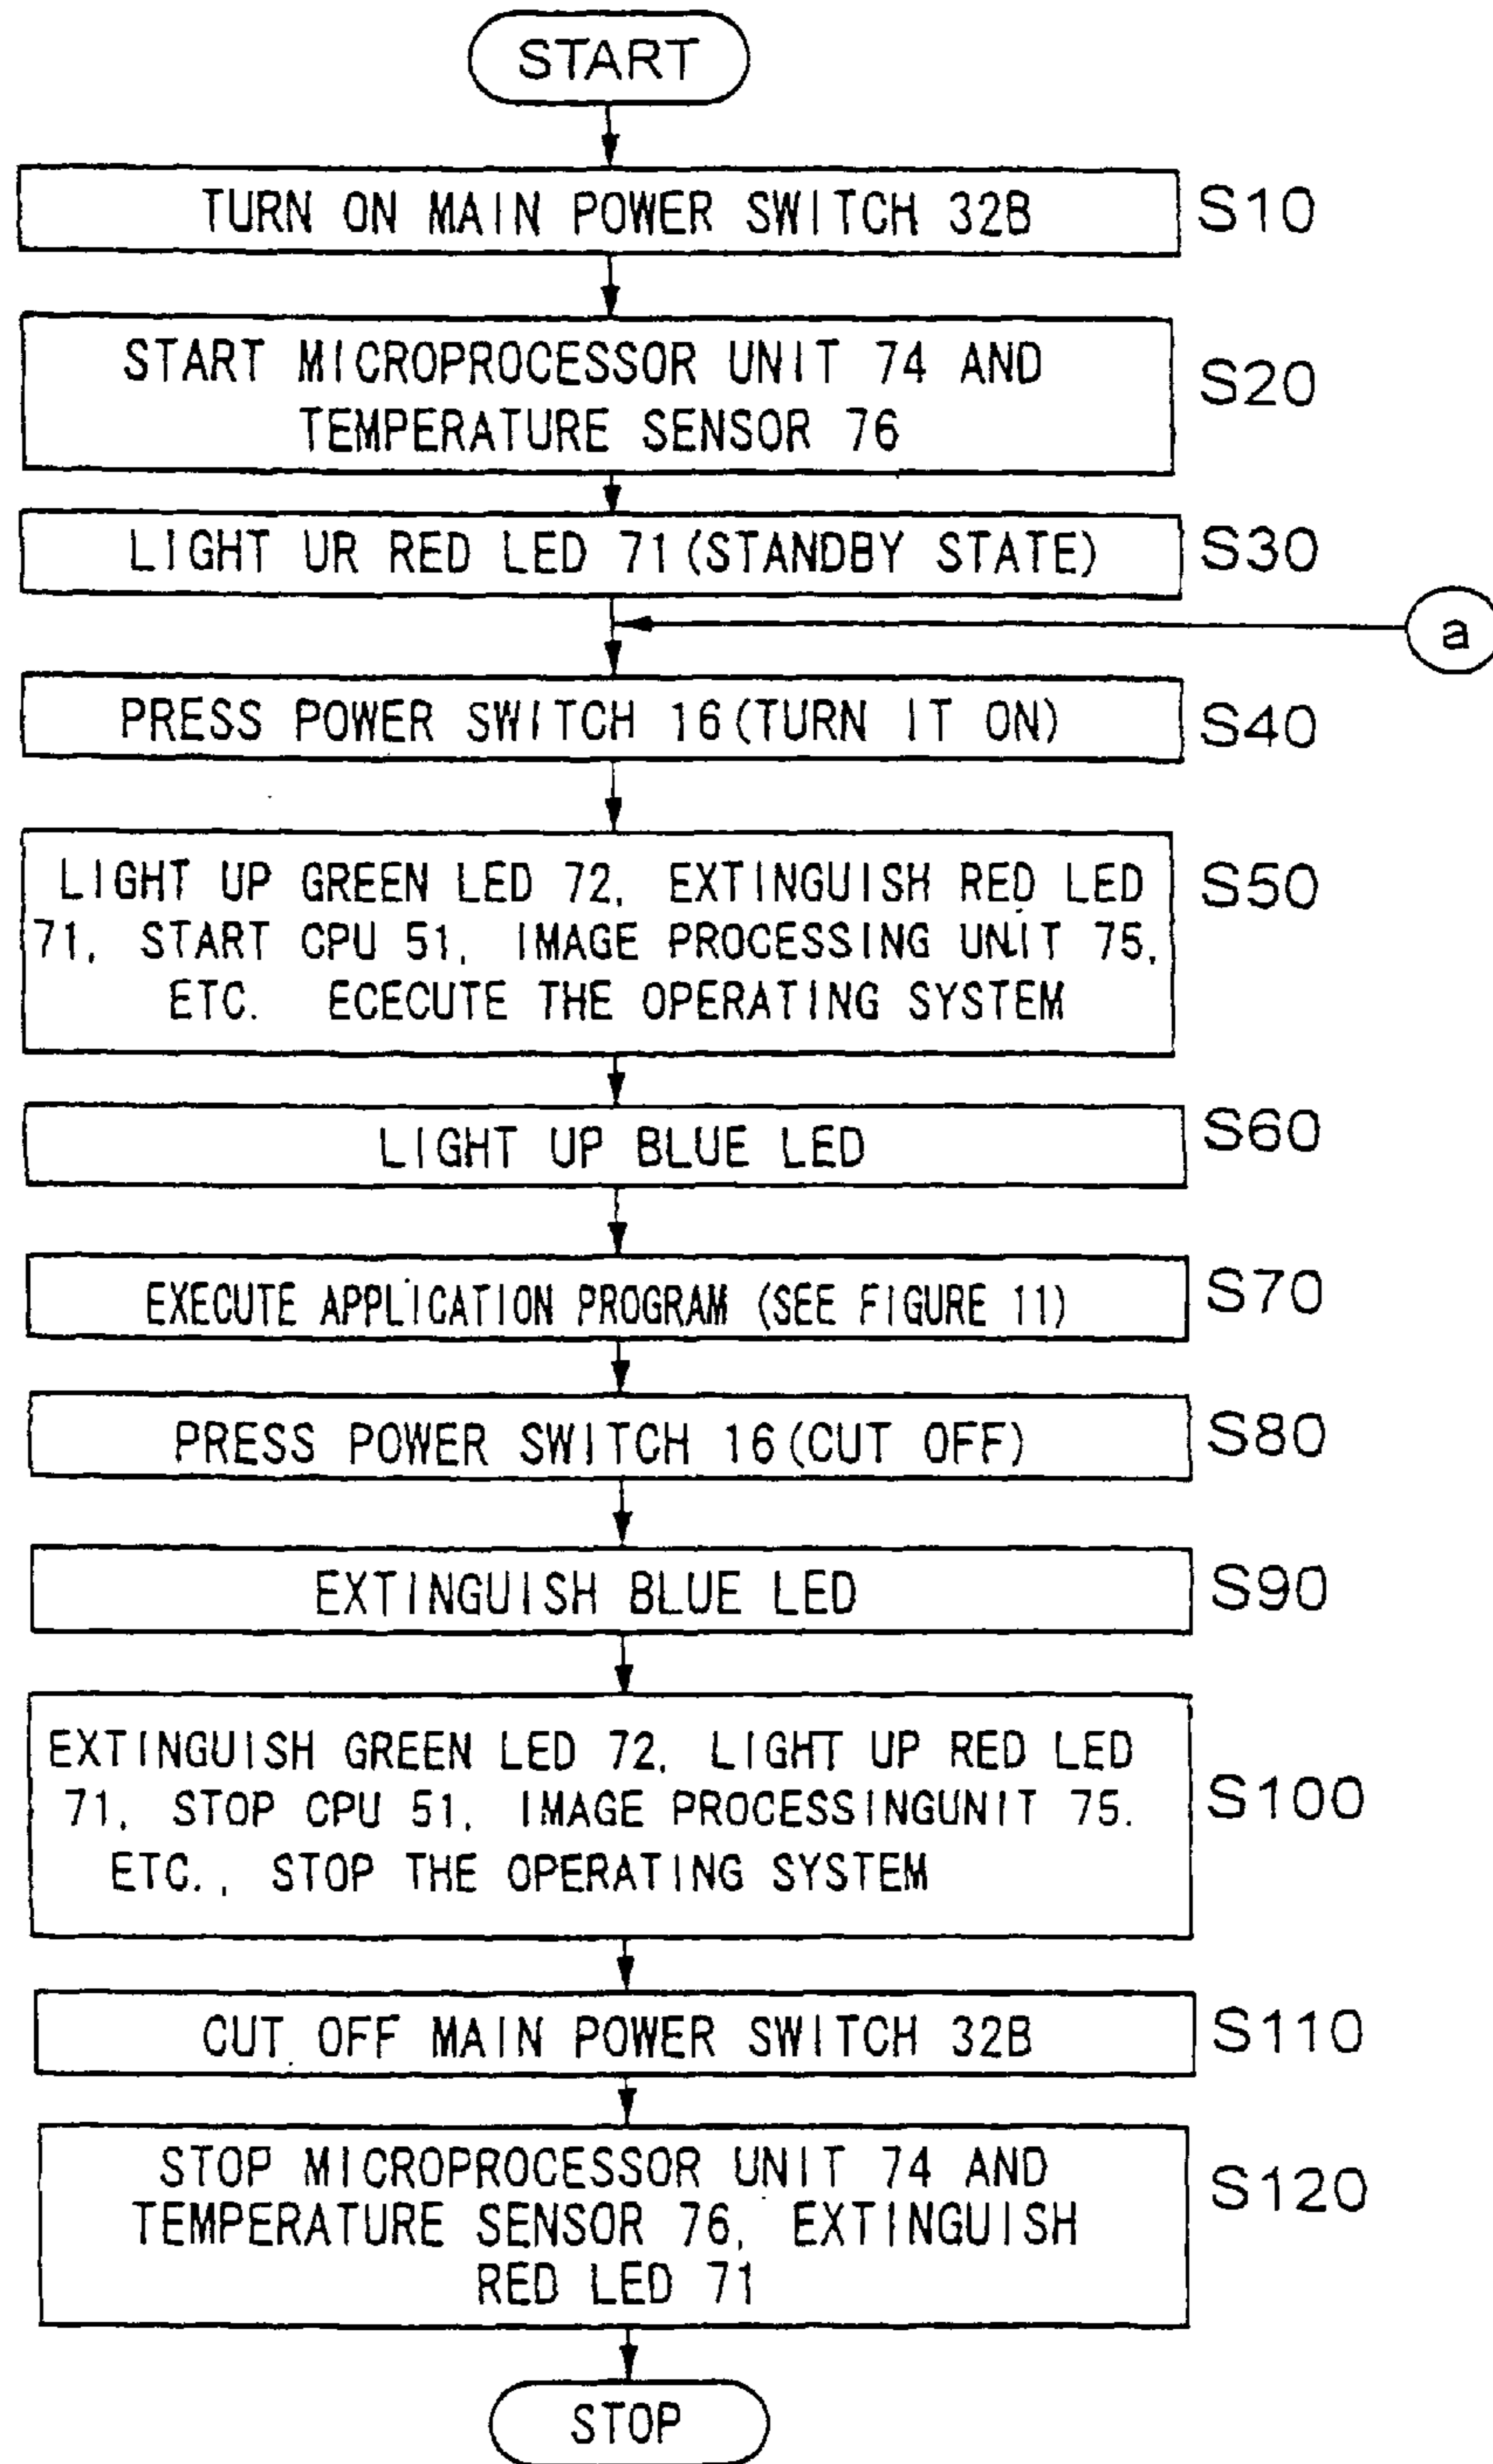 START
TURN ON MAIN POWER SWITCH 32B S10
START MICROPROCESSOR UNIT 74 AND
TEMPERATURE SENSOR 76
S20
LIGHT UR RED LED 71(STANDBY STATE) S30
a
PRESS POWER SWITCH 16(TURN IT ON) S40
LIGHT UP GREEN LED 72, EXTINGUISH RED LED
71, START CPU 51, IMAGE PROCESSING UNIT 75,
ETC. ECECUTE THE OPERATING SYSTEM
S50
LIGHT UP BLUE LED S60
EXECUTE APPLICATION PROGRAM (SEE FIGURE 11) S70
PRESS POWER SWITCH 16(CUT OFF) S80
EXTINGUISH BLUE LED S90
EXTINGUISH GREEN LED 72, LIGHT UP RED LED
71, STOP CPU 51, IMAGE PROCESSINGUNIT 75.
ETC., STOP THE OPERATING SYSTEM
S100
CUT OFF MAIN POWER SWITCH 32B S110
STOP MICROPROCESSOR UNIT 74 AND
TEMPERATURE SENSOR 76, EXTINGUISH
RED LED 71
S120
STOP